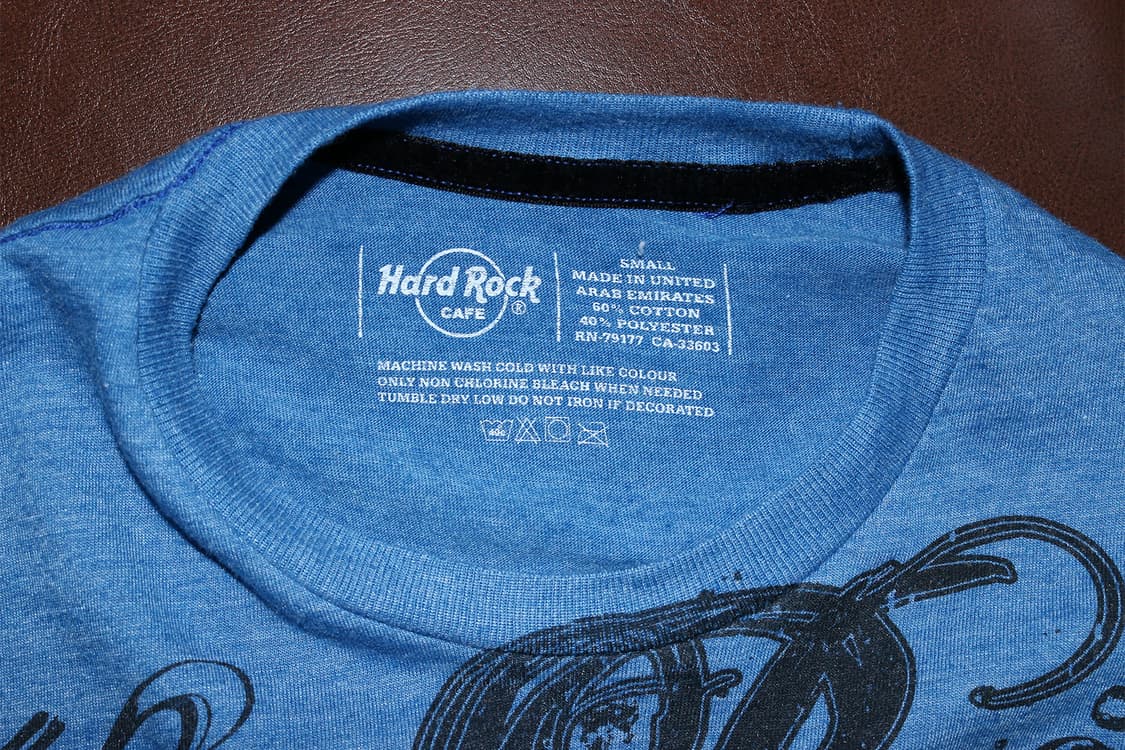 Hard Rock
CAFE
®
SMALL
MADE IN UNITED
ARAB EMIRATES
60% COTTON
40% POLYESTER
RN-79177 CA-33603
MACHINE WASH COLD WITH LIKE COLOUR
ONLY NON CHLORINE BLEACH WHEN NEEDED
TUMBLE DRY LOW DO NOT IRON IF DECORATED